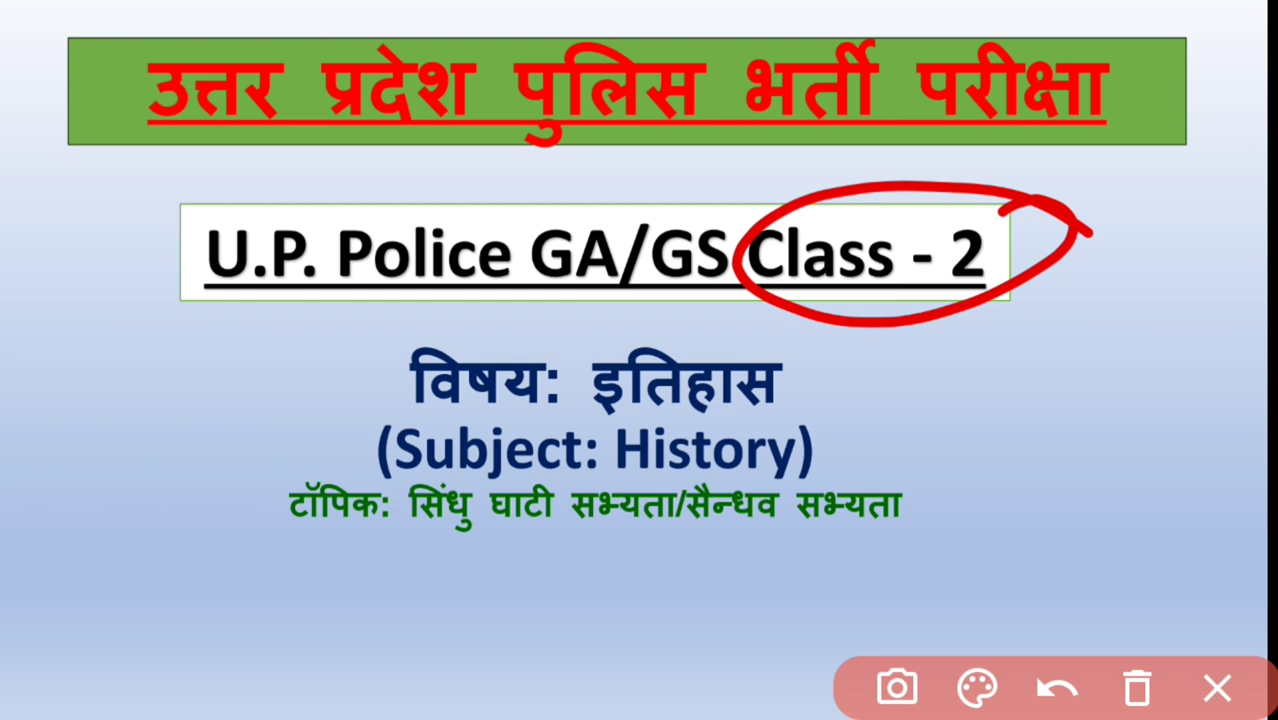 उत्तर प्रदेश पुलिस भर्ती परीक्षा
U.P. Police GA/GS Class - 2
विषय: इतिहास
(Subject: History)
टॉपिक: सिंधु घाटी सभ्यता/सैन्धव सभ्यता